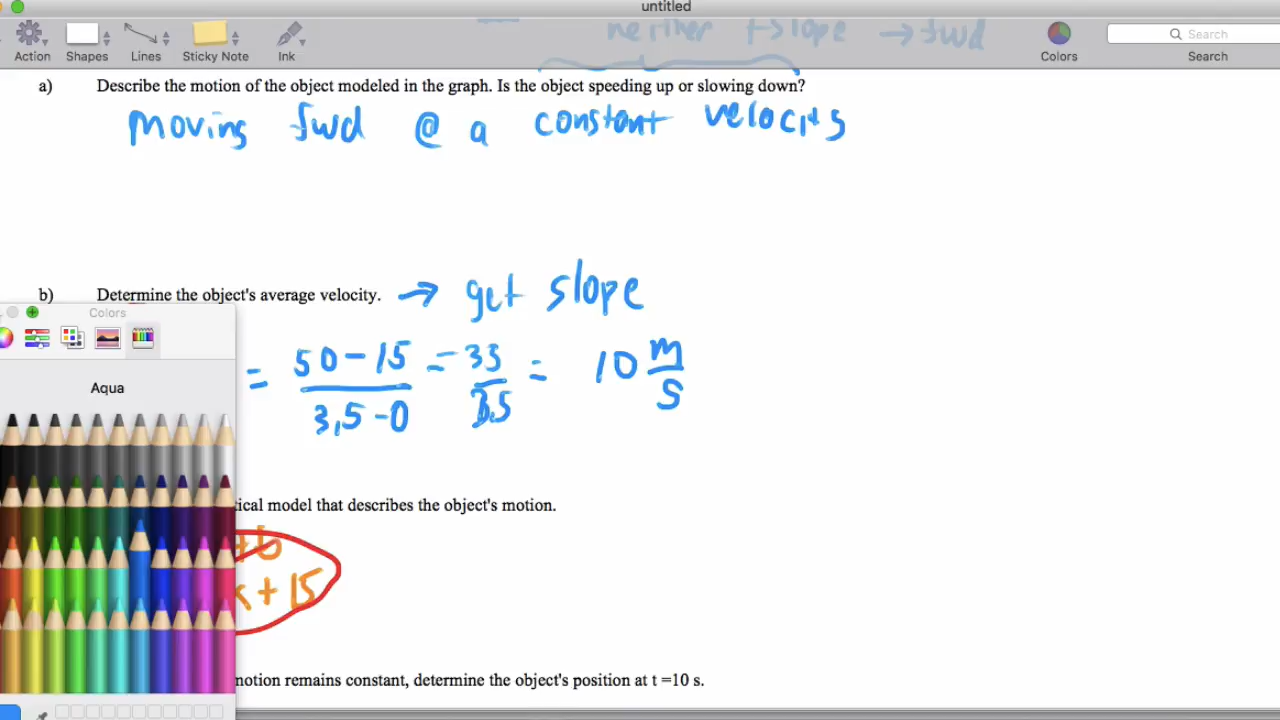 untitled
neither +slope → fwd
Action Shapes Lines Sticky Note Ink Colors Search
Search
a) Describe the motion of the object modeled in the graph. Is the object speeding up or slowing down?
moving fwd @ a constant velocity
b) Determine the object's average velocity. → get slope
Colors
= 50-15 = 35 = 10 m
3,5-0 3.5 s
Aqua
tical model that describes the object's motion.
+b
x + 15
motion remains constant, determine the object's position at t =10 s.